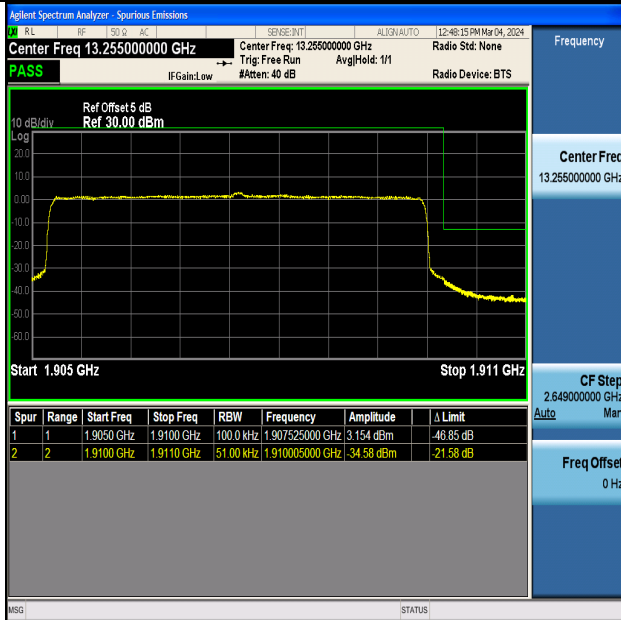 Agilent Spectrum Analyzer - Spurious Emissions
RL RF 50 Ω AC SENSE:INT ALIGN AUTO 12:48:15 PM Mar 04, 2024
Center Freq 13.255000000 GHz
Center Freq: 13.255000000 GHz
Radio Std: None
Trig: Free Run Avg|Hold: 1/1
PASS
IFGain:Low
#Atten: 40 dB
Radio Device: BTS
Ref Offset 5 dB
10 dB/div Ref 30.00 dBm
Log
20.0
10.0
0.00
-10.0
-20.0
-30.0
-40.0
-50.0
-60.0
Start 1.905 GHz
Stop 1.911 GHz
Spur Range Start Freq Stop Freq RBW Frequency Amplitude Δ Limit
1 1 1.9050 GHz 1.9100 GHz 100.0 kHz 1.907525000 GHz 3.154 dBm -46.85 dB
2 2 1.9100 GHz 1.9110 GHz 51.00 kHz 1.910005000 GHz -34.58 dBm -21.58 dB
MSG
STATUS
Frequency
Center Freq
13.255000000 GHz
CF Step
2.649000000 GHz
Auto Man
Freq Offset
0 Hz